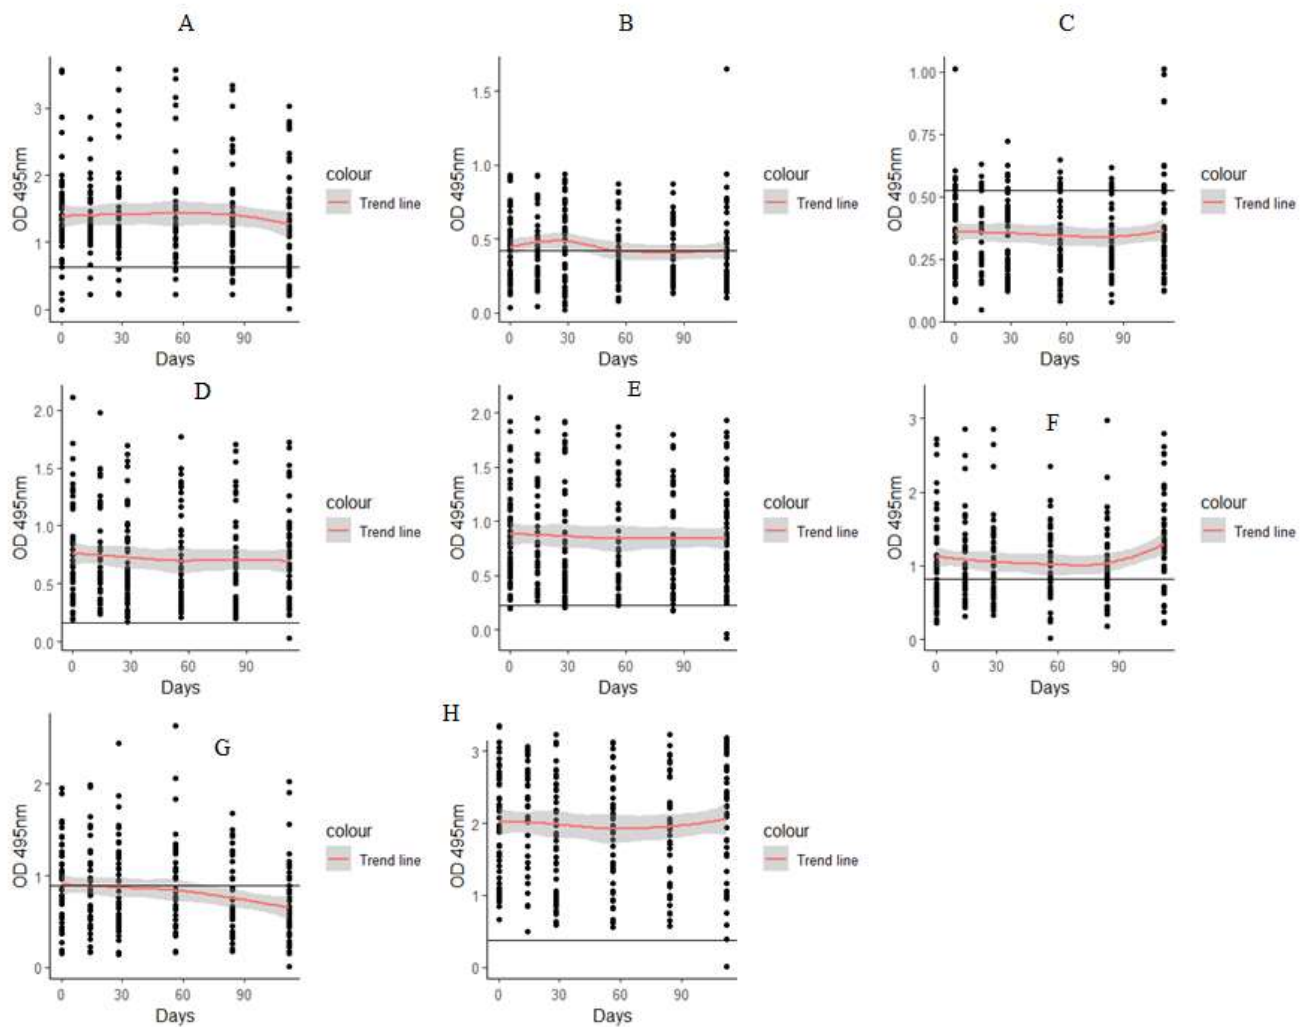 A
OD 495nm
3
2
1
0
0 30 60 90
Days
colour
Trend line
B
OD 495nm
1.5
1.0
0.5
0.0
0 30 60 90
Days
colour
Trend line
C
OD 495nm
1.00
0.75
0.50
0.25
0.00
0 30 60 90
Days
colour
Trend line
D
OD 495nm
2.0
1.5
1.0
0.5
0.0
0 30 60 90
Days
colour
Trend line
E
OD 495nm
2.0
1.5
1.0
0.5
0.0
0 30 60 90
Days
colour
Trend line
F
OD 495nm
3
2
1
0
0 30 60 90
Days
colour
Trend line
G
OD 495nm
2
1
0
0 30 60 90
Days
colour
Trend line
H
OD 495nm
3
2
1
0
0 30 60 90
Days
colour
Trend line